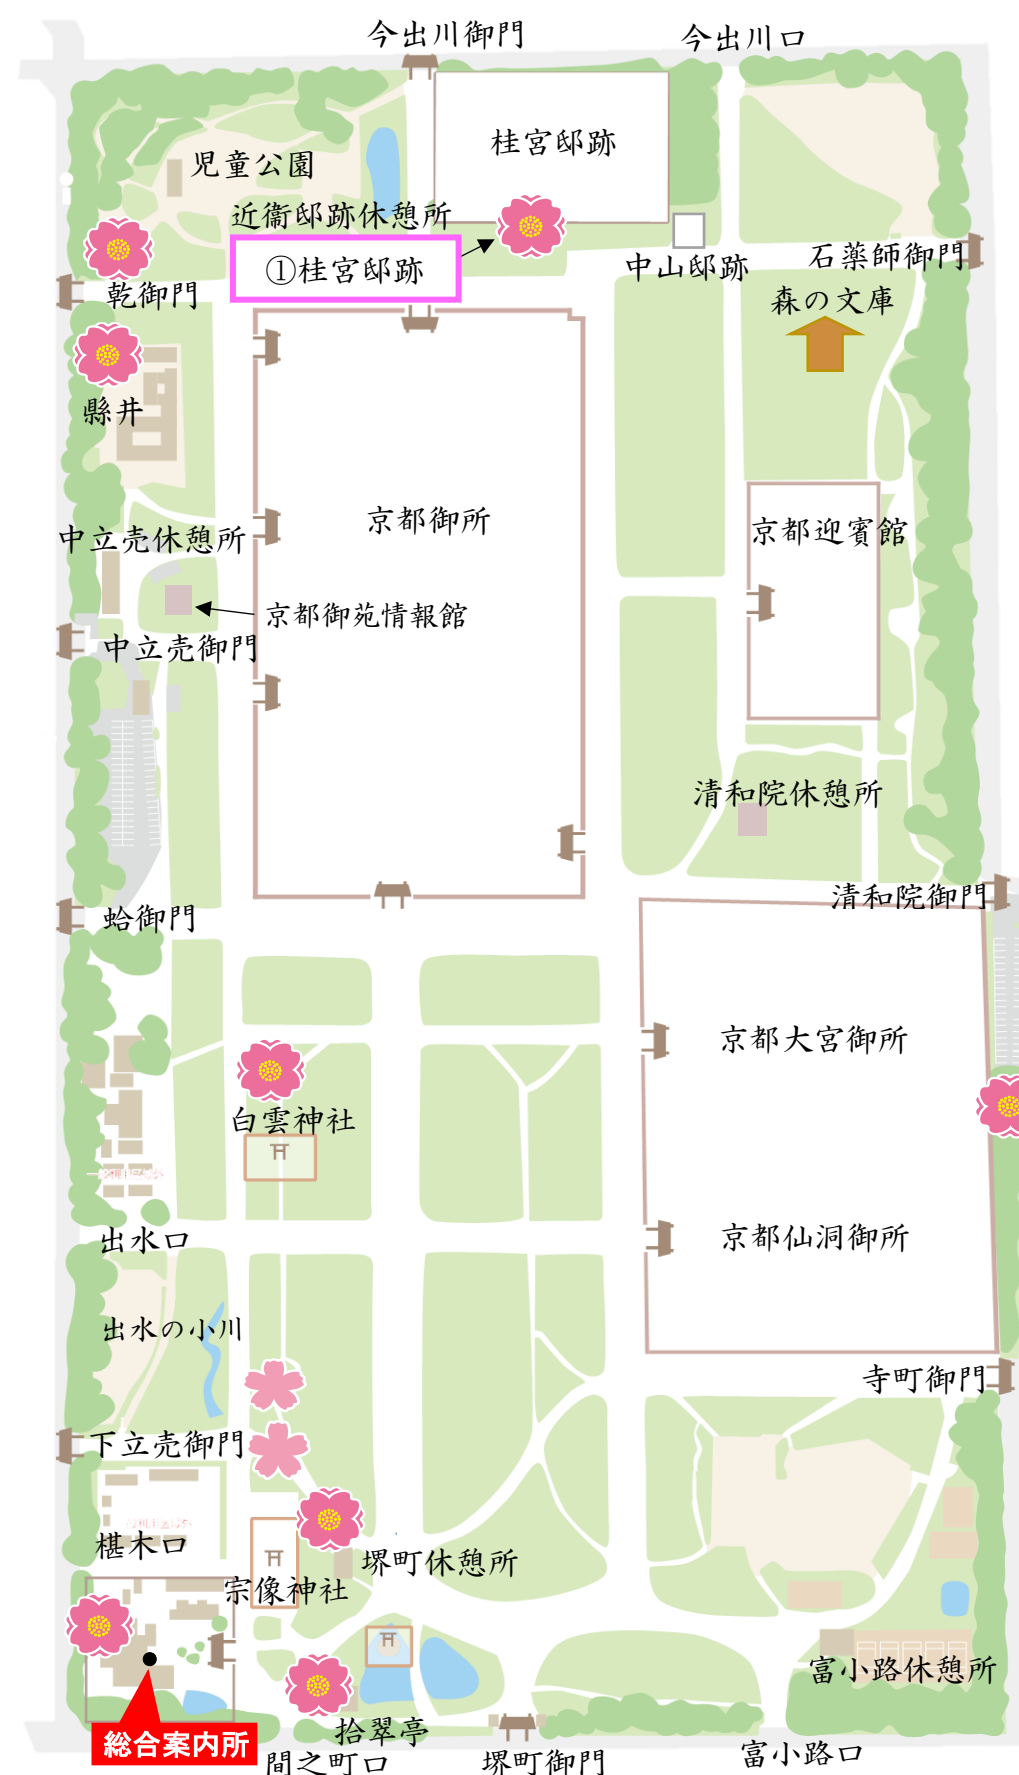 今出川御門
今出川口
桂宮邸跡
児童公園
近衛邸跡休憩所
①桂宮邸跡
中山邸跡
石薬師御門
乾御門
森の文庫
縣井
京都御所
京都迎賓館
中立売休憩所
京都御苑情報館
中立売御門
清和院休憩所
清和院御門
蛤御門
京都大宮御所
白雲神社
京都仙洞御所
出水口
出水の小川
寺町御門
下立売御門
椹木口
堺町休憩所
宗像神社
富小路休憩所
拾翠亭
総合案内所
間之町口
堺町御門
富小路口